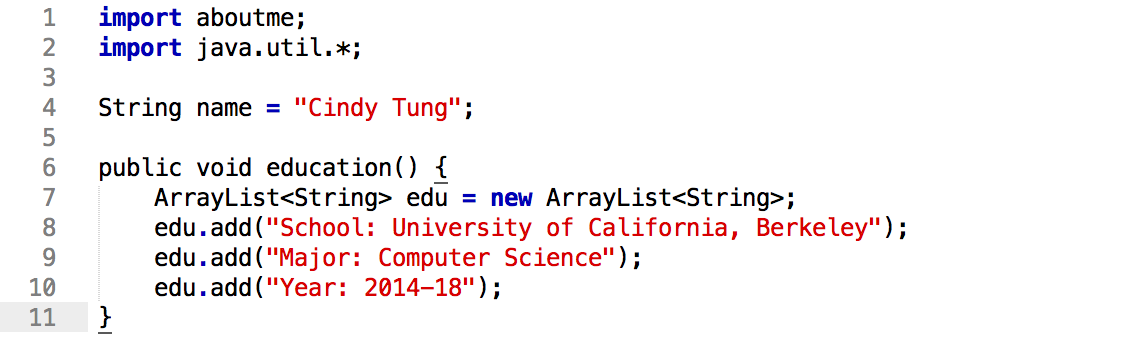 1 import aboutme;
2 import java.util.*;
3
4 String name = "Cindy Tung";
5
6 public void education() {
7     ArrayList<String> edu = new ArrayList<String>;
8     edu.add("School: University of California, Berkeley");
9     edu.add("Major: Computer Science");
10     edu.add("Year: 2014–18");
11 }